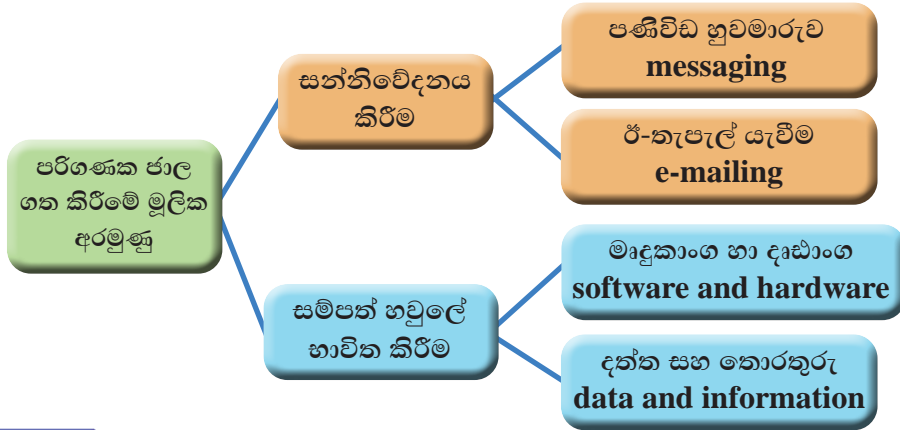 පරිගණක ජාල
ගත කිරීමේ මූලික
අරමුණු
සන්නිවේදනය
කිරීම
පණිවිඩ හුවමාරුව
messaging
ඊ-තැපැල් යැවීම
e-mailing
සම්පත් හවුලේ
භාවිත කිරීම
මෘදුකාංග හා දෘඪාංග
software and hardware
දත්ත සහ තොරතුරු
data and information